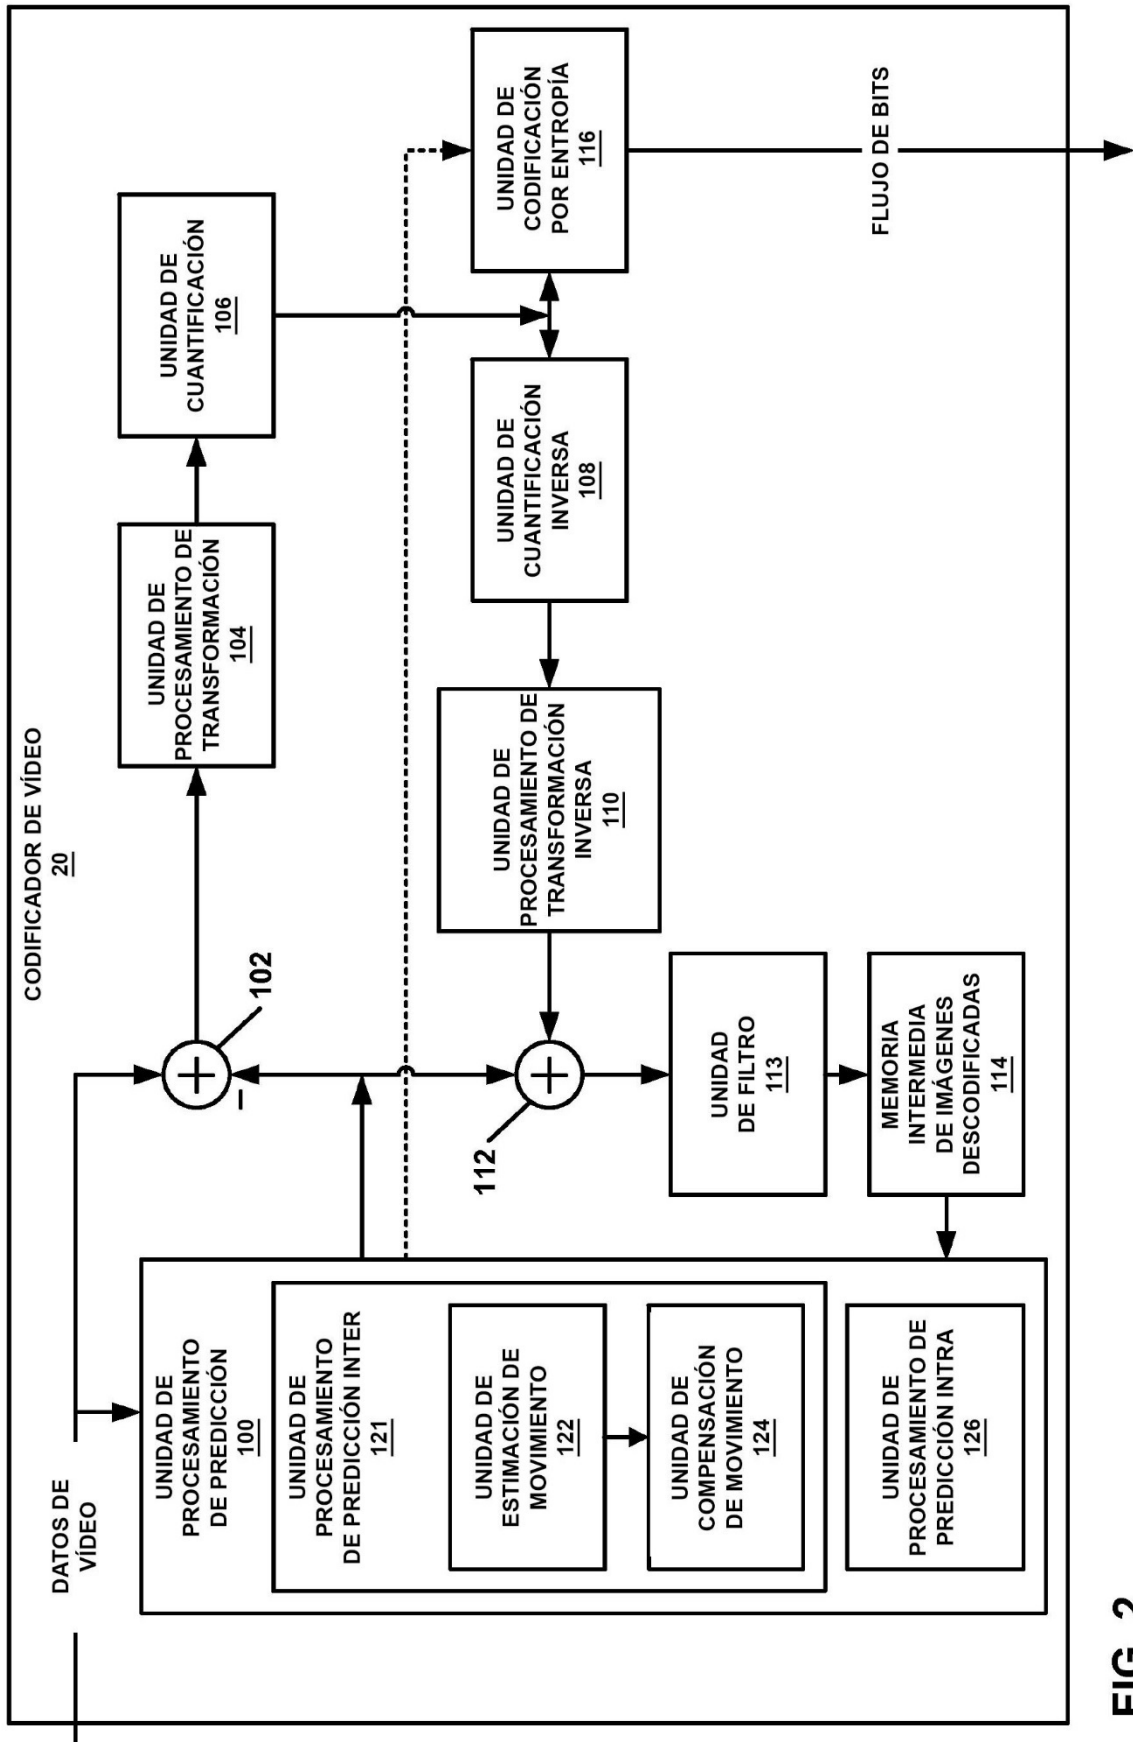 CODIFICADOR DE VÍDEO
20
DATOS DE
VÍDEO
UNIDAD DE
PROCESAMIENTO
DE PREDICCIÓN
100
UNIDAD DE
PROCESAMIENTO
DE PREDICCIÓN INTER
121
UNIDAD DE
ESTIMACIÓN DE
MOVIMIENTO
122
UNIDAD DE
COMPENSACIÓN
DE MOVIMIENTO
124
UNIDAD DE
PROCESAMIENTO DE
PREDICCIÓN INTRA
126
102
UNIDAD DE
PROCESAMIENTO DE
TRANSFORMACIÓN
104
UNIDAD DE
CUANTIFICACIÓN
106
112
UNIDAD DE
PROCESAMIENTO DE
TRANSFORMACIÓN
INVERSA
110
UNIDAD DE
CUANTIFICACIÓN
INVERSA
108
UNIDAD DE
CODIFICACIÓN
POR ENTROPÍA
116
UNIDAD
DE FILTRO
113
MEMORIA
INTERMEDIA
DE IMÁGENES
DESCODIFICADAS
114
FLUJO DE BITS
FIG. 2